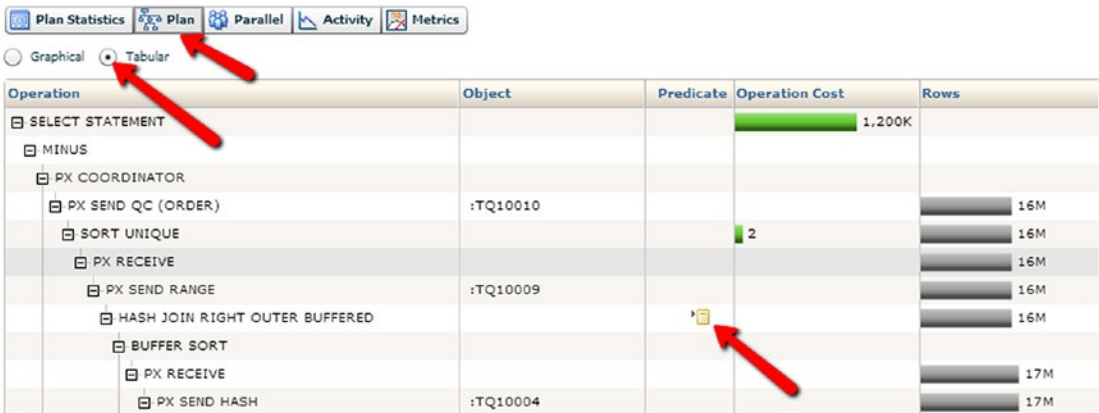 Plan Statistics Plan Parallel Activity Metrics
Graphical Tabular
Operation Object Predicate Operation Cost Rows
SELECT STATEMENT 1,200K
MINUS
PX COORDINATOR
PX SEND QC (ORDER) :TQ10010 16M
SORT UNIQUE 2 16M
PX RECEIVE 16M
PX SEND RANGE :TQ10009 16M
HASH JOIN RIGHT OUTER BUFFERED 16M
BUFFER SORT
PX RECEIVE 17M
PX SEND HASH :TQ10004 17M